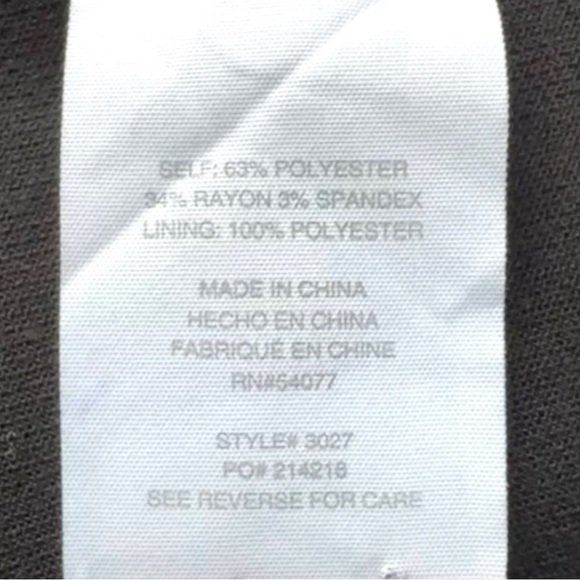 SELF: 63% POLYESTER
34% RAYON 3% SPANDEX
LINING: 100% POLYESTER
MADE IN CHINA
HECHO EN CHINA
FABRIQUÉ EN CHINE
RN#54077
STYLE# 3027
PO# 214218
SEE REVERSE FOR CARE